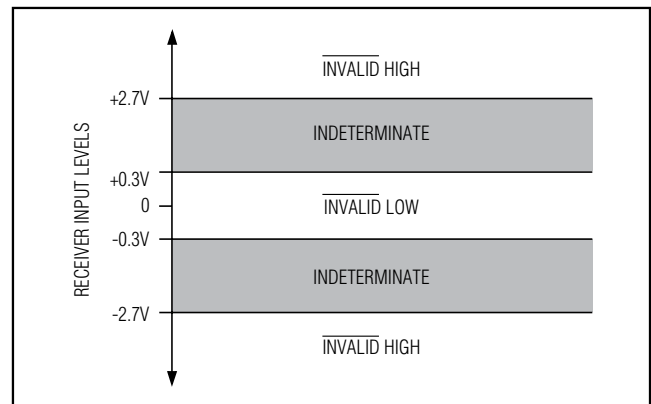 INVALID HIGH
+2.7V
INDETERMINATE
+0.3V
0
INVALID LOW
-0.3V
INDETERMINATE
-2.7V
INVALID HIGH
RECEIVER INPUT LEVELS